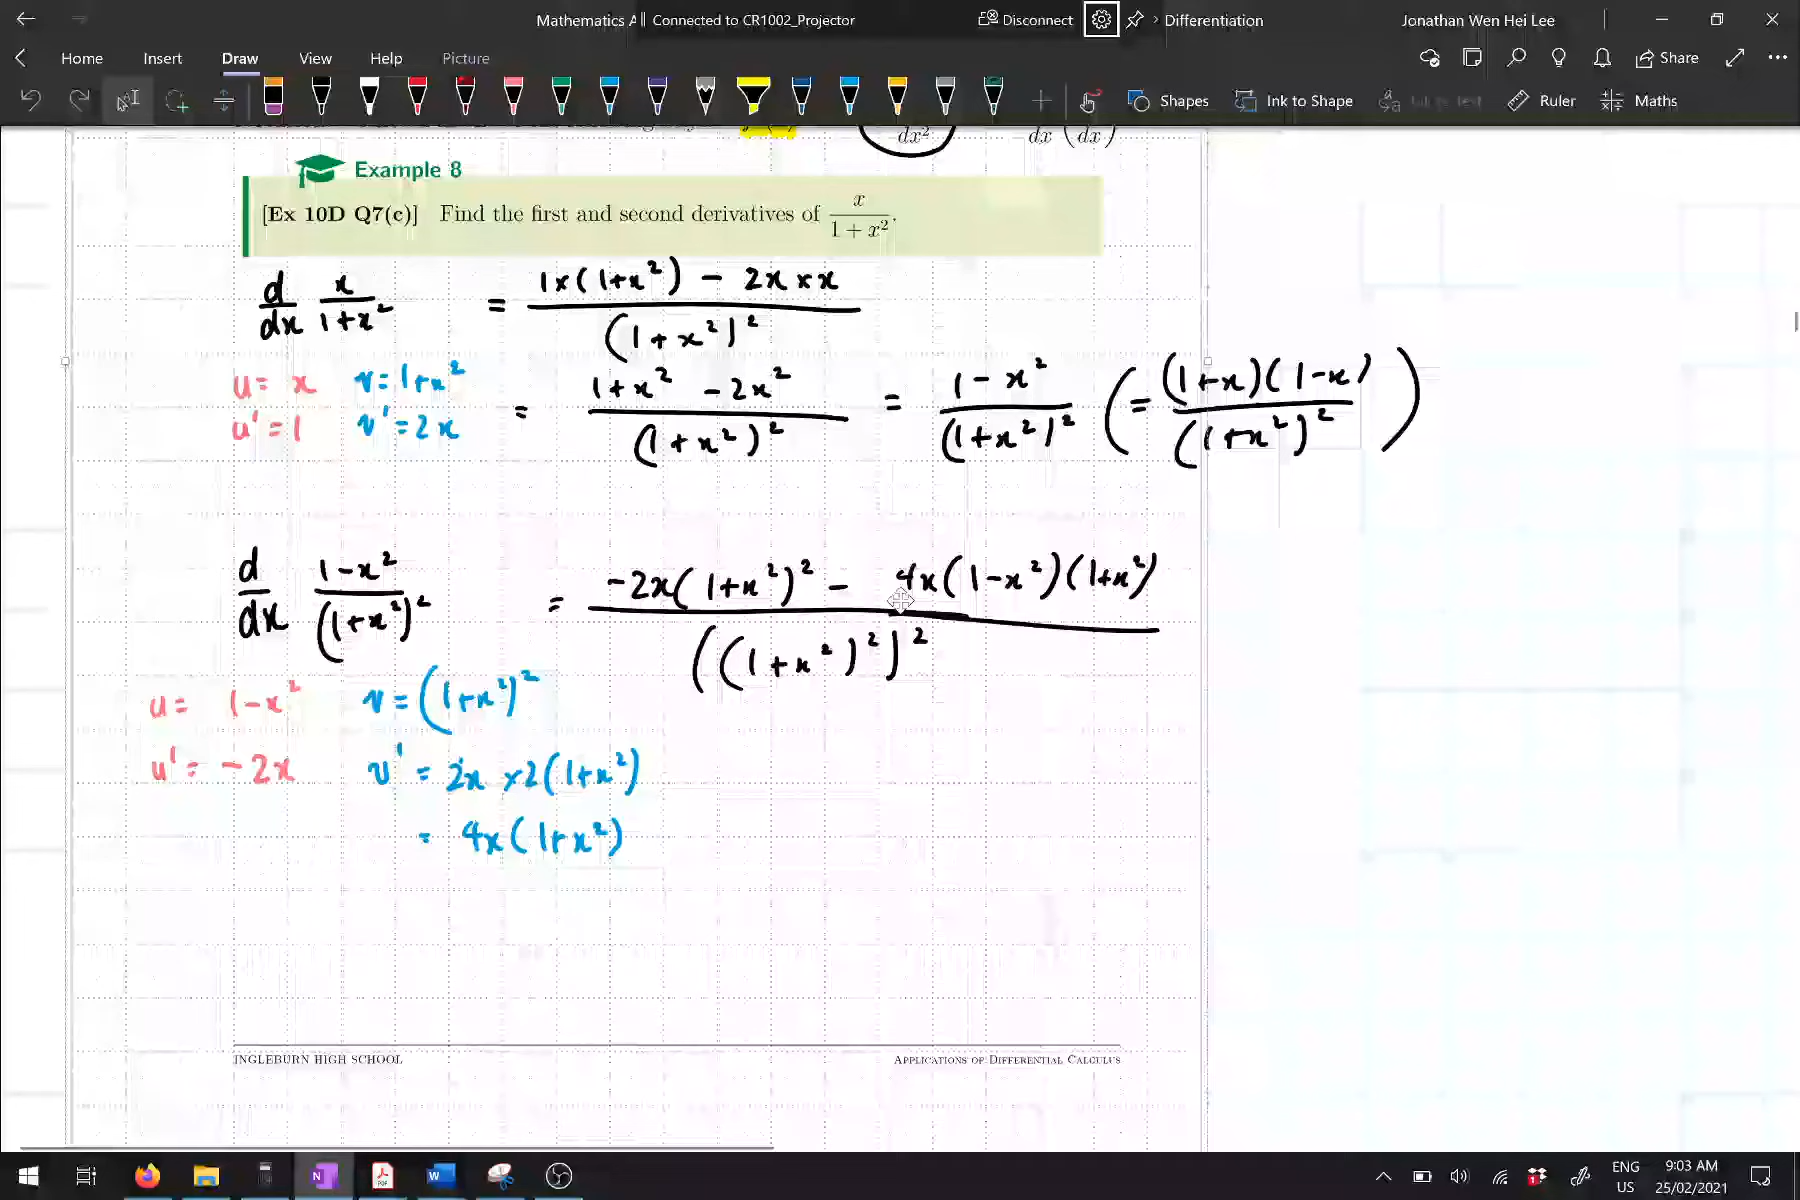 Mathematics A Connected to CR1002_Projector Disconnect Differentiation Jonathan Wen Hei Lee
Home Insert Draw View Help Picture Share
Shapes Ink to Shape Ink to Text Ruler Maths
dx² dx (dx)
Example 8
[Ex 10D Q7(c)] Find the first and second derivatives of x/(1 + x²).
d/dx x/(1+x²) = (1×(1+x²) − 2x×x)/(1+x²)²
u = x v = 1+x²
u' = 1 v' = 2x
= (1+x² − 2x²)/(1+x²)² = (1−x²)/(1+x²)² (= (1+x)(1−x)/(1+x²)²)
d/dx (1−x²)/(1+x²)² = (−2x(1+x²)² − 4x(1−x²)(1+x²))/((1+x²)²)²
u = 1−x² v = (1+x²)²
u' = −2x v' = 2x ×2(1+x²)
= 4x(1+x²)
INGLEBURN HIGH SCHOOL APPLICATIONS OF DIFFERENTIAL CALCULUS
ENG 9:03 AM
US 25/02/2021